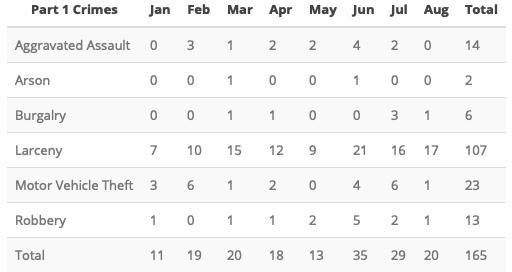 Part 1 Crimes Jan Feb Mar Apr May Jun Jul Aug Total
Aggravated Assault 0 3 1 2 2 4 2 0 14
Arson 0 0 1 0 0 1 0 0 2
Burgalry 0 0 1 1 0 0 3 1 6
Larceny 7 10 15 12 9 21 16 17 107
Motor Vehicle Theft 3 6 1 2 0 4 6 1 23
Robbery 1 0 1 1 2 5 2 1 13
Total 11 19 20 18 13 35 29 20 165